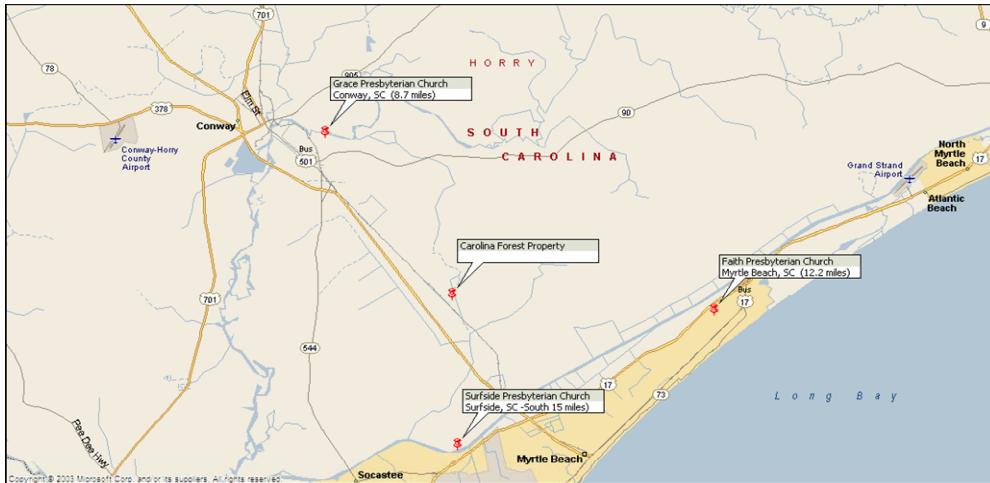 701
9
78
HORRY
905
Grace Presbyterian Church
Conway, SC (8.7 miles)
Elm St
378
90
Conway
SOUTH
CAROLINA
Conway-Horry
County
Airport
Bus
501
North
Myrtle
Beach
17
Grand Strand
Airport
Atlantic
Beach
Carolina Forest Property
Faith Presbyterian Church
Myrtle Beach, SC (12.2 miles)
Bus
17
701
544
17
73
Surfside Presbyterian Church
Surfside, SC -South 15 miles)
Long Bay
Pee Dee Hwy
Myrtle Beach
Socastee
Copyright © 2003 Microsoft Corp. and/or its suppliers. All rights reserved.